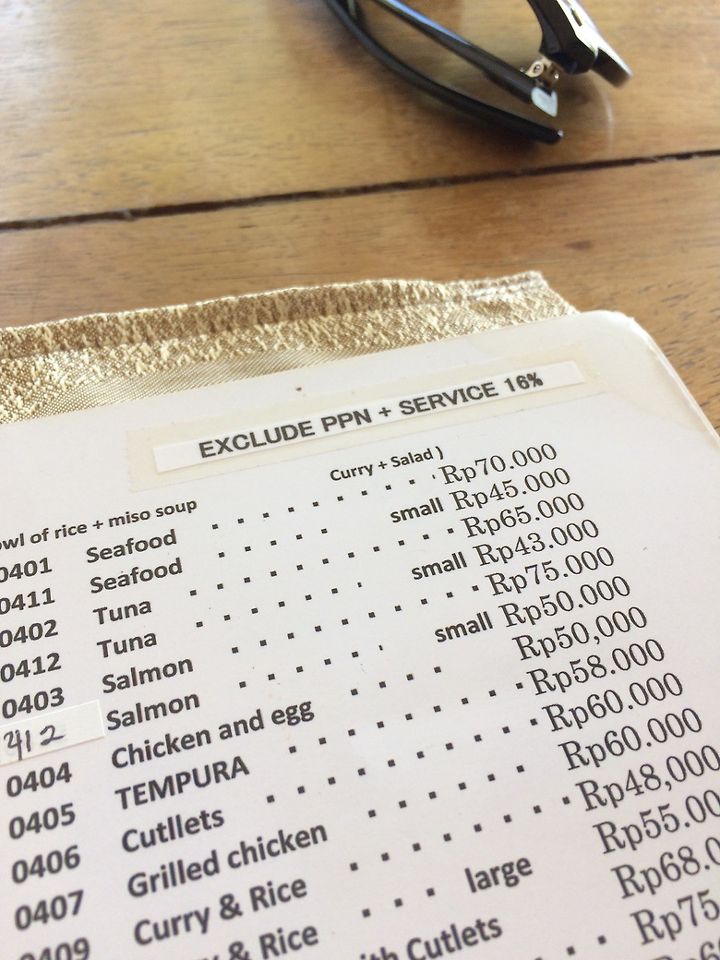 EXCLUDE PPN + SERVICE 16%
Curry + Salad )
owl of rice + miso soup
0401 Seafood . . . . . . . . . . Rp70.000
0411 Seafood . . . . . small Rp45.000
0402 Tuna . . . . . . . . . . . Rp65.000
0412 Tuna . . . . . . small Rp43.000
0403 Salmon . . . . . . . . . . Rp75.000
412 Salmon . . . . . . small Rp50.000
0404 Chicken and egg . . . . Rp50,000
0405 TEMPURA . . . . . . . . . Rp58.000
0406 Cutllets . . . . . . . . . . Rp60.000
0407 Grilled chicken . . . . . Rp60.000
0409 Curry & Rice . . . . . . . . Rp48,000
& Rice . . . large Rp55.00
th Cutlets Rp68.0
. . Rp75